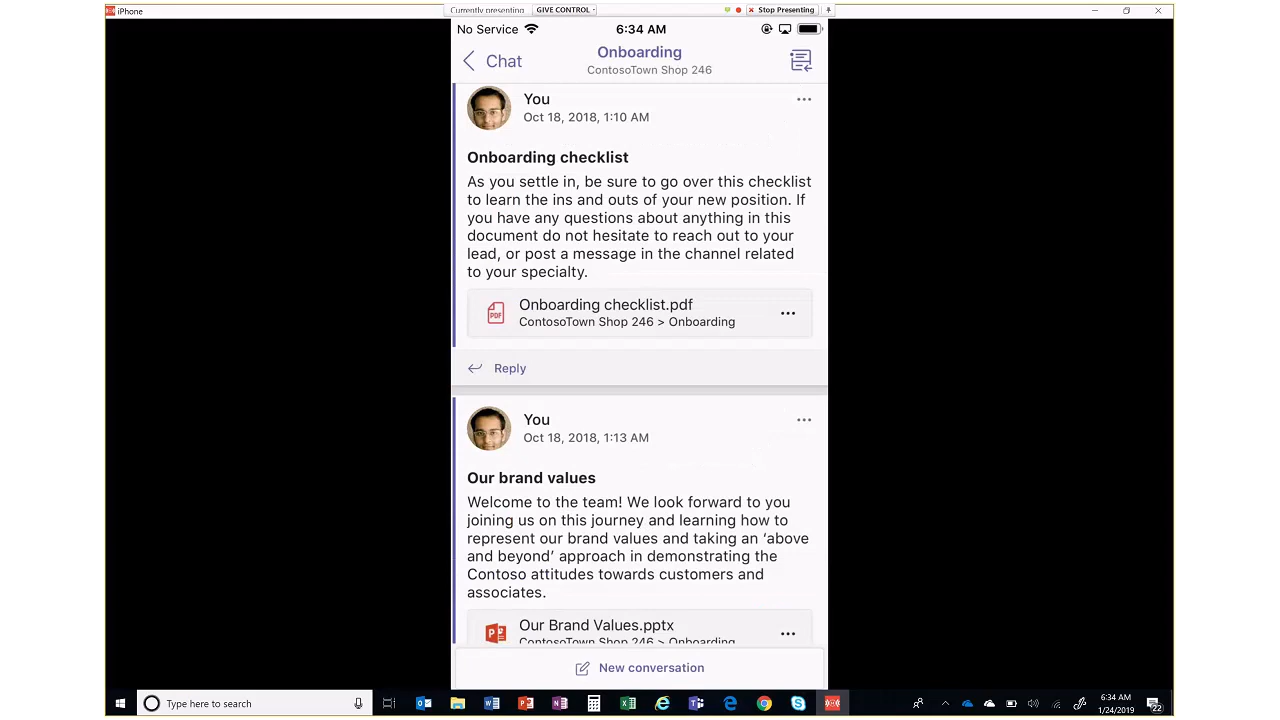 iPhone
Currently presenting GIVE CONTROL Stop Presenting
No Service 6:34 AM
Chat
Onboarding
ContosoTown Shop 246
You
Oct 18, 2018, 1:10 AM
Onboarding checklist
As you settle in, be sure to go over this checklist
to learn the ins and outs of your new position. If
you have any questions about anything in this
document do not hesitate to reach out to your
lead, or post a message in the channel related
to your specialty.
PDF
Onboarding checklist.pdf
ContosoTown Shop 246 > Onboarding
Reply
You
Oct 18, 2018, 1:13 AM
Our brand values
Welcome to the team! We look forward to you
joining us on this journey and learning how to
represent our brand values and taking an ‘above
and beyond’ approach in demonstrating the
Contoso attitudes towards customers and
associates.
Our Brand Values.pptx
ContosoTown Shop 246 > Onboarding
New conversation
Type here to search
6:34 AM
1/24/2019
22